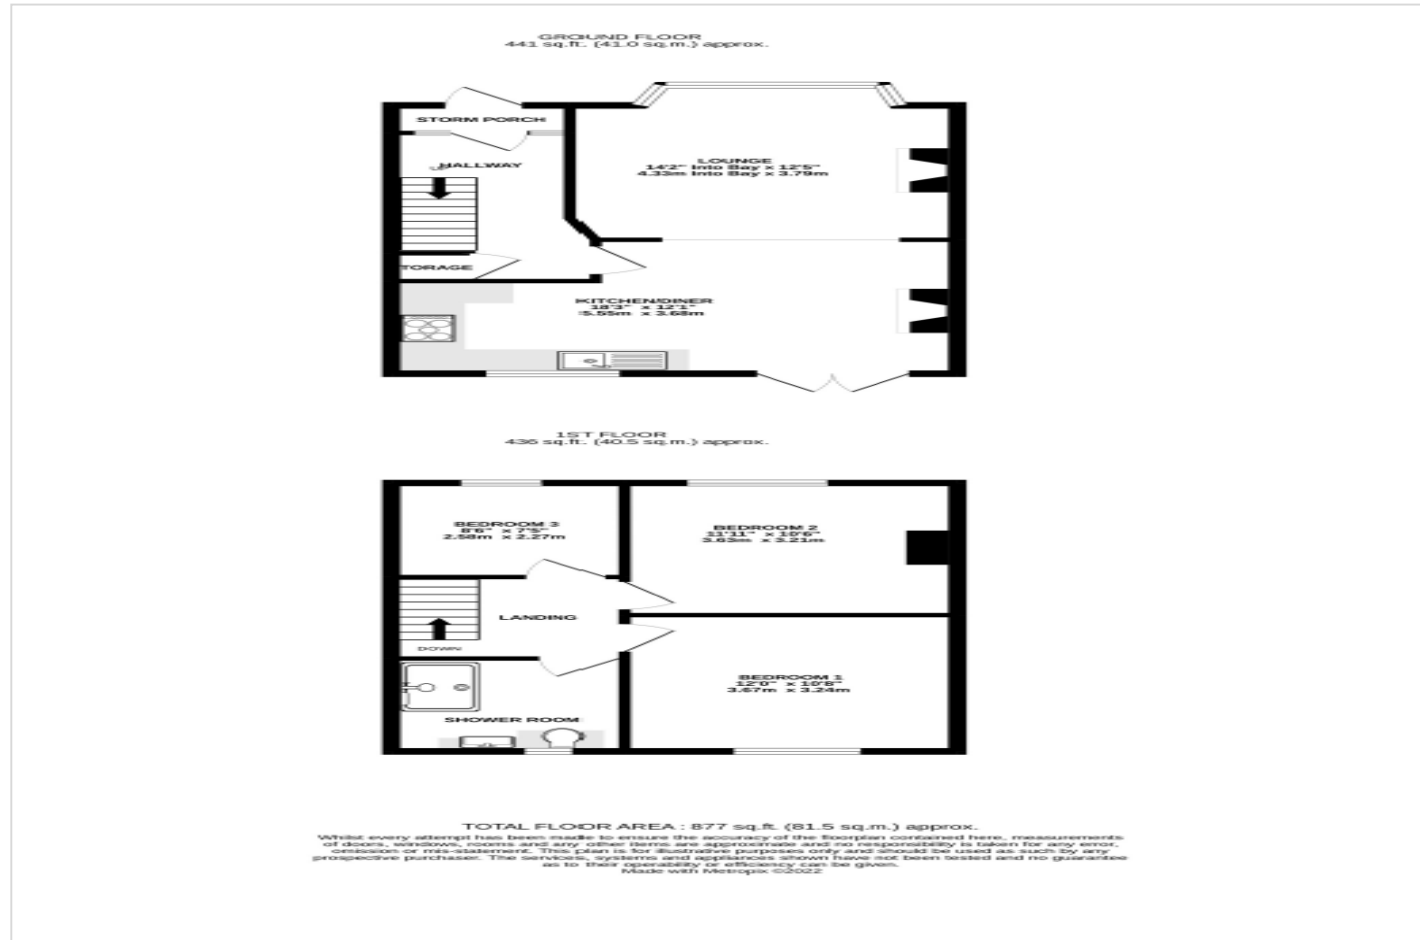 GROUND FLOOR
441 sq.ft. (41.0 sq.m.) approx.
STORM PORCH
HALLWAY
LOUNGE
14'2" Into Bay x 12'5"
4.33m Into Bay x 3.79m
TORAGE
KITCHEN/DINER
18'3" x 12'1"
5.55m x 3.68m
1ST FLOOR
436 sq.ft. (40.5 sq.m.) approx.
BEDROOM 3
8'6" x 7'5"
2.58m x 2.27m
BEDROOM 2
11'11" x 10'6"
3.63m x 3.21m
LANDING
DOWN
BEDROOM 1
12'0" x 10'8"
3.67m x 3.24m
SHOWER ROOM
TOTAL FLOOR AREA : 877 sq.ft. (81.5 sq.m.) approx.
Whilst every attempt has been made to ensure the accuracy of the floorplan contained here, measurements
of doors, windows, rooms and any other items are approximate and no responsibility is taken for any error,
omission or mis-statement. This plan is for illustrative purposes only and should be used as such by any
prospective purchaser. The services, systems and appliances shown have not been tested and no guarantee
as to their operability or efficiency can be given.
Made with Metropix ©2022